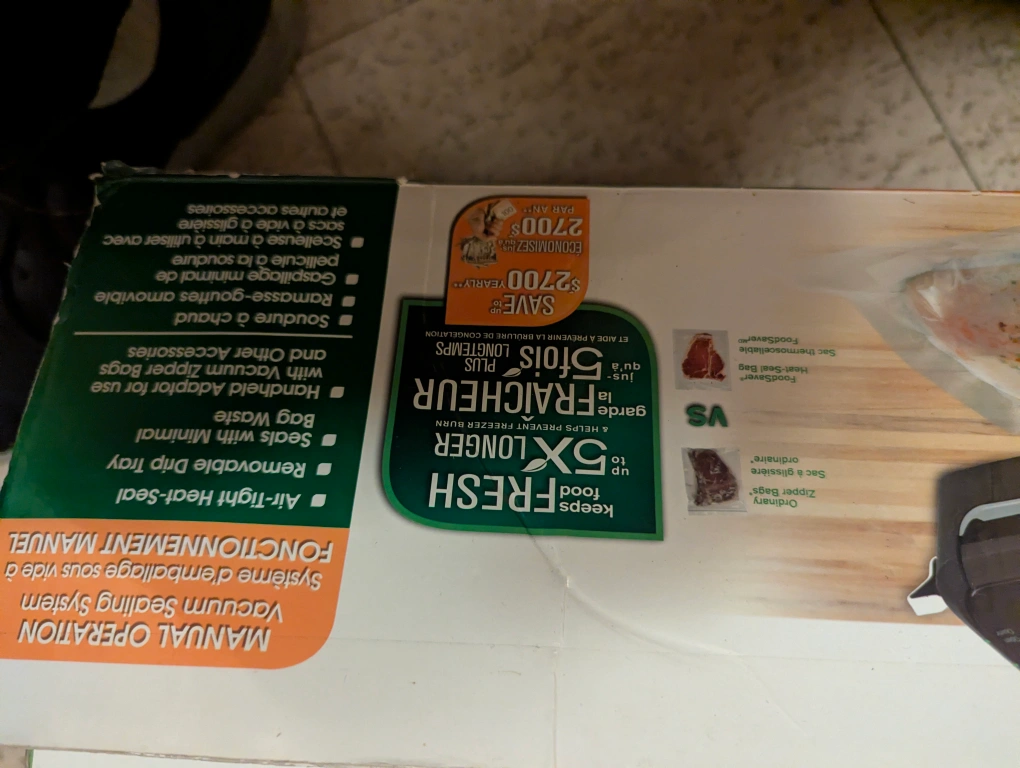 MANUAL OPERATION
Vacuum Sealing System
Système d'emballage sous vide à
FONCTIONNEMENT MANUEL
Air-Tight Heat-Seal
Removable Drip Tray
Seals with Minimal
Bag Waste
Handheld Adaptor for use
with Vacuum Zipper Bags
and Other Accessories
Soudure à chaud
Ramasse-gouttes amovible
Gaspillage minimal de
pellicule a la soudure
Scelleuse à main à utiliser avec
sacs à vide à glissière
et autres accessoires
keeps food FRESH
up to 5X LONGER
& HELPS PREVENT FREEZER BURN
garde la FRAÎCHEUR
jus-qu'à 5fois PLUS LONGTEMPS
ET AIDE À PRÉVENIR LA BRÛLURE DE CONGÉLATION
SAVE up to
$2700 YEARLY**
ÉCONOMISEZ JUSQU'À
2700$
PAR AN**
Ordinary
Zipper Bags*
Sac à glissière
ordinaire*
VS
FoodSaver®
Heat-Seal Bag
Sac thermoscellable
FoodSaver